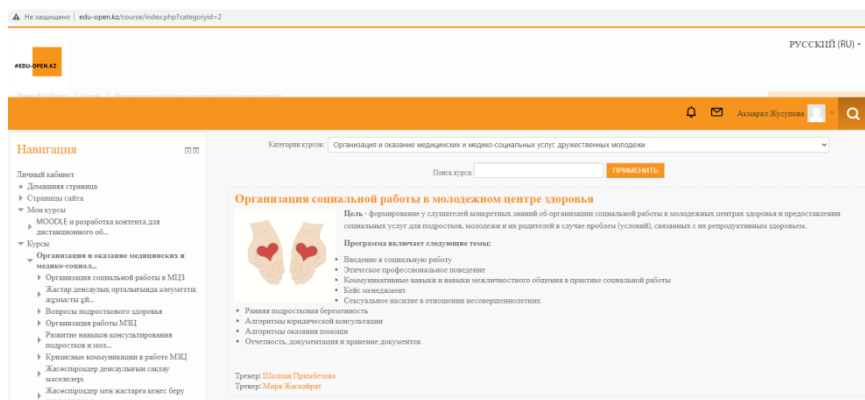 Не защищено | edu-open.kz/course/index.php?categoryid=2
РУССКИЙ (RU)
#EDU-OPEN.KZ
Акмарал Жусупова
Навигация
Личный кабинет
Домашняя страница
Страницы сайта
Мои курсы
MOODLE и разработка контента для
дистанционного об...
Курсы
Организация и оказание медицинских и
медико-социал...
Организация социальной работы в МЦЗ
Жастар денсаулық орталығында әлеуметтік
жұмысты ұй...
Вопросы подросткового здоровья
Организация работы МЗЦ
Развитие навыков консультирования
подростков и мол...
Кризисные коммуникации в работе МЗЦ
Жасөспірімдер денсаулығын сақтау
мәселелері
Жасөспірімдер мен жастарға кеңес беру
Категории курсов:
Организация и оказание медицинских и медико-социальных услуг, дружественных молодежи
Поиск курса:
ПРИМЕНИТЬ
Организация социальной работы в молодежном центре здоровья
Цель - формирование у слушателей конкретных знаний об организации социальной работы в молодежных центрах здоровья и предоставлении
социальных услуг для подростков, молодежи и их родителей в случае проблем (условий), связанных с их репродуктивным здоровьем.
Программа включает следующие темы:
Введение в социальную работу
Этическое профессиональное поведение
Коммуникативные навыки и навыки межличностного общения в практике социальной работы
Кейс менеджмент
Сексуальное насилие в отношении несовершеннолетних
Ранняя подростковая беременность
Алгоритмы юридической консультации
Алгоритмы оказания помощи
Отчетность, документация и хранение документов
Тренер: Шолпан Примбетова
Тренер: Мира Жаскайрат